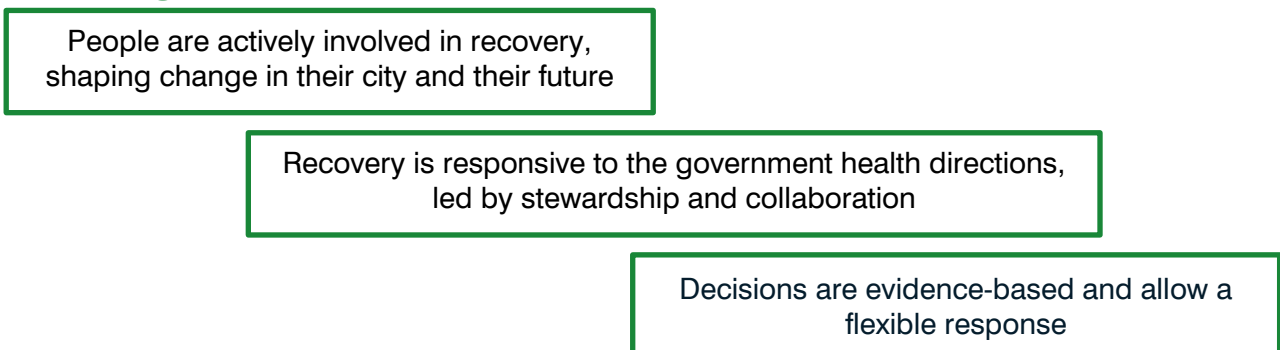 People are actively involved in recovery,
shaping change in their city and their future
Recovery is responsive to the government health directions,
led by stewardship and collaboration
Decisions are evidence-based and allow a
flexible response